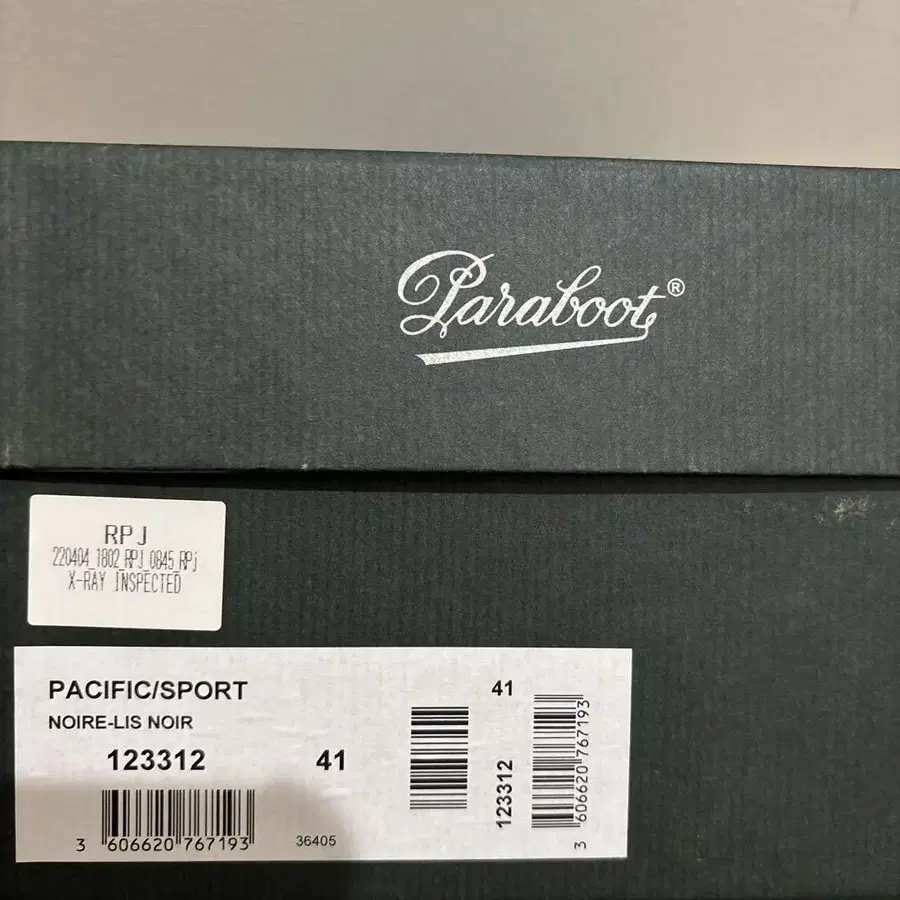 Paraboot®
RPJ
220404_1802_RPJ_0845_RPj
X-RAY INSPECTED
PACIFIC/SPORT
NOIRE-LIS NOIR
123312 41
3 606620 767193
36405
41
123312
3 606620 767193